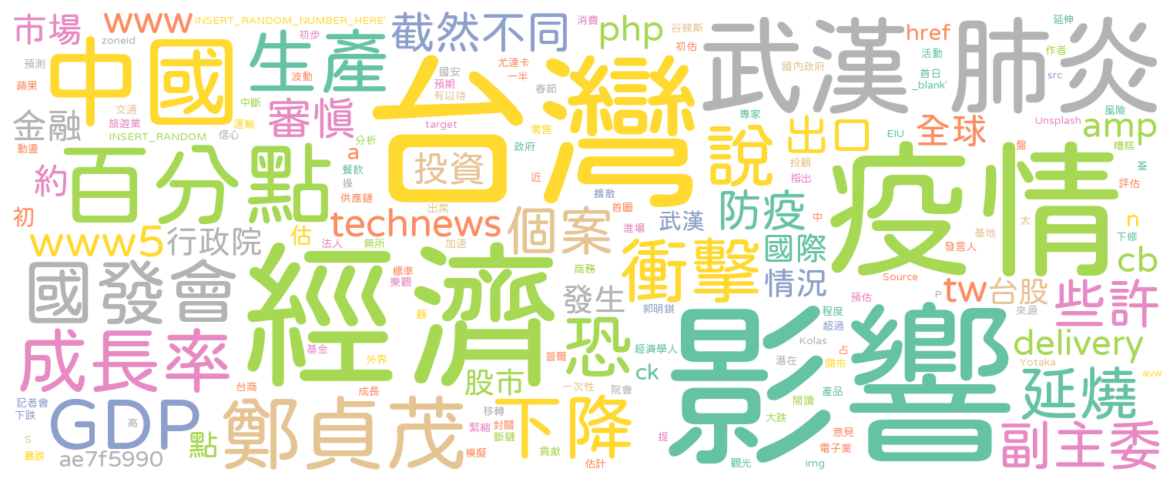 市場 www INSERT_RANDOM_NUMBER_HERE' 截然不同 消費 php 谷辣斯 武漢肺炎 href 延伸
zoneid 初步 初估 活動 作者
中國 生產 台灣 國內政府 首日 src
預測 尤達卡 國安 _blank'
蘋果 波動 一半 預期 春節 風險
交通 中斷 有以待
金融 旅遊業 運輸 審慎 target 零售 專家 出口 全球 Unsplash amp
INSERT_RANDOM 信心 政府 說 EIU 糟糕
動盪 分析 投資 投顧 盤
百分點 a 近 指出 疫情 評估 荃
約 餐飲 操 供應鏈 擴散
初 technews 出席 首圖 個案 武漢 防疫 中 太 n
www5 行政院 估 法人 無所 加速 進場 衝擊 國際 發言人 基地 下修
國發會 經濟 標準 樂觀 商務 情況 Source cb
顧 發生 郭明錤 預估 P tw 台股 些許
成長率 基金 外界 恐 影響 程度 來源
普爾 經濟學人 超過 Kolas delivery
股市 ck 潛在 占 開市 Yotaka
台商 成長 一次性 院會 產品 avw
記者會 下跌 GDP 鄭貞茂 移轉 下降 閱讀 延燒
高 緊縮 封關 大跌
S 點 斷鏈 貢獻 提 意見 副主委
暴跌 ae7f5990 模擬 估計 觀光 img 電子業